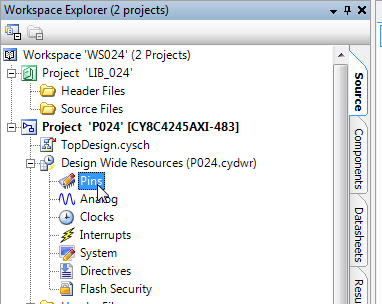 Workspace Explorer (2 projects)
Workspace 'WS024' (2 Projects)
Project 'LIB_024'
Header Files
Source Files
Project 'P024' [CY8C4245AXI-483]
TopDesign.cysch
Design Wide Resources (P024.cydwr)
Pins
Analog
Clocks
Interrupts
System
Directives
Flash Security
Source
Components
Datasheets